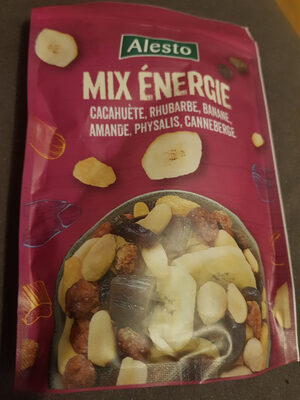 Alesto
MIX ÉNERGIE
CACAHUÈTE, RHUBARBE, BANANE,
AMANDE, PHYSALIS, CANNEBERGE